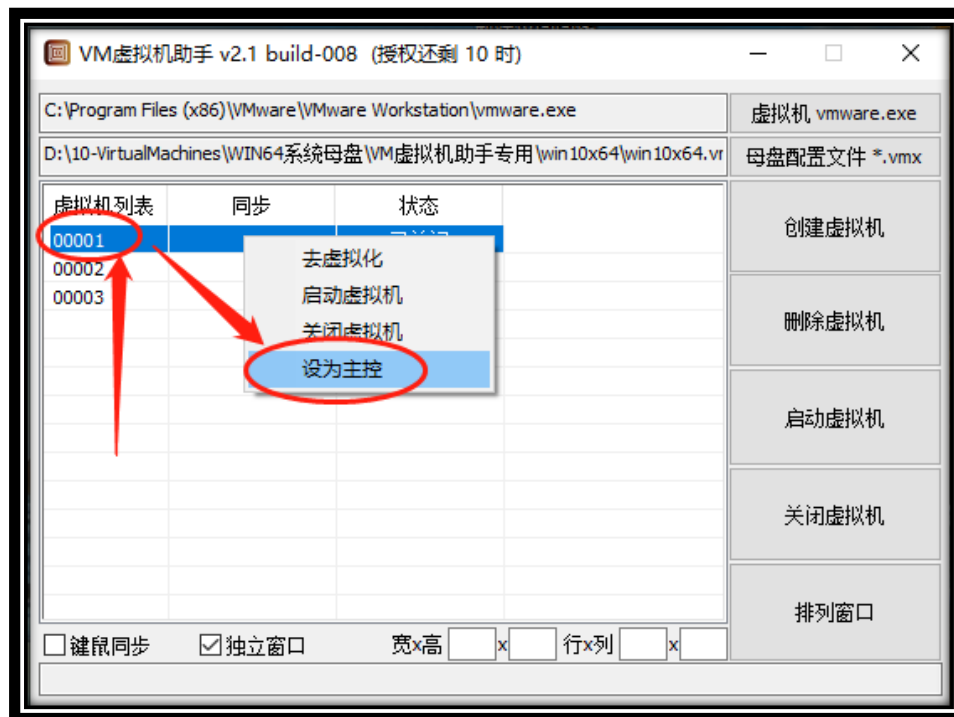 VM虚拟机助手 v2.1 build-008 (授权还剩 10 时)
C:\Program Files (x86)\VMware\VMware Workstation\vmware.exe
虚拟机 vmware.exe
D:\10-VirtualMachines\WIN64系统母盘\VM虚拟机助手专用\win10x64\win10x64.vm
母盘配置文件 *.vmx
虚拟机列表 同步 状态
00001
00002
00003
去虚拟化
启动虚拟机
关闭虚拟机
设为主控
创建虚拟机
删除虚拟机
启动虚拟机
关闭虚拟机
排列窗口
键鼠同步 独立窗口 宽x高 x 行x列 x